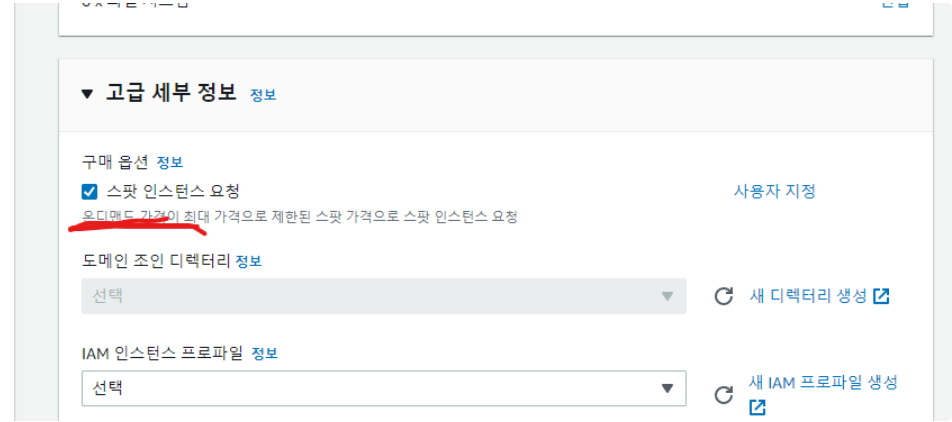 ▼ 고급 세부 정보 정보
구매 옵션 정보
스팟 인스턴스 요청 사용자 지정
온디맨드 가격이 최대 가격으로 제한된 스팟 가격으로 스팟 인스턴스 요청
도메인 조인 디렉터리 정보
선택 새 디렉터리 생성
IAM 인스턴스 프로파일 정보
선택 새 IAM 프로파일 생성